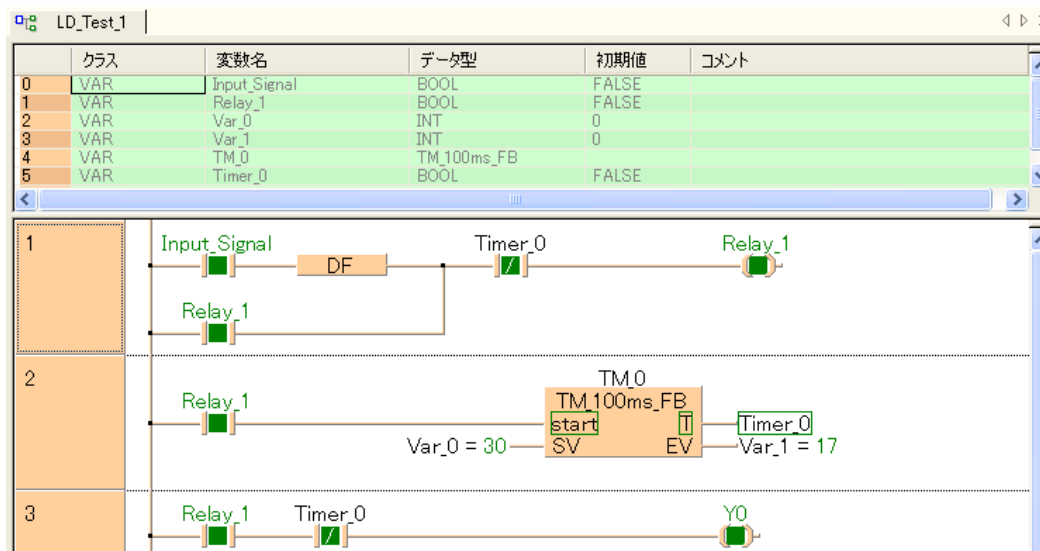 LD_Test_1
クラス 変数名 データ型 初期値 コメント
0 VAR Input_Signal BOOL FALSE
1 VAR Relay_1 BOOL FALSE
2 VAR Var_0 INT 0
3 VAR Var_1 INT 0
4 VAR TM_0 TM_100ms_FB
5 VAR Timer_0 BOOL FALSE
1
Input_Signal Timer_0 Relay_1
DF
Relay_1
2
TM_0
Relay_1 TM_100ms_FB
start T Timer_0
Var_0 = 30 SV EV Var_1 = 17
3
Relay_1 Timer_0 Y0